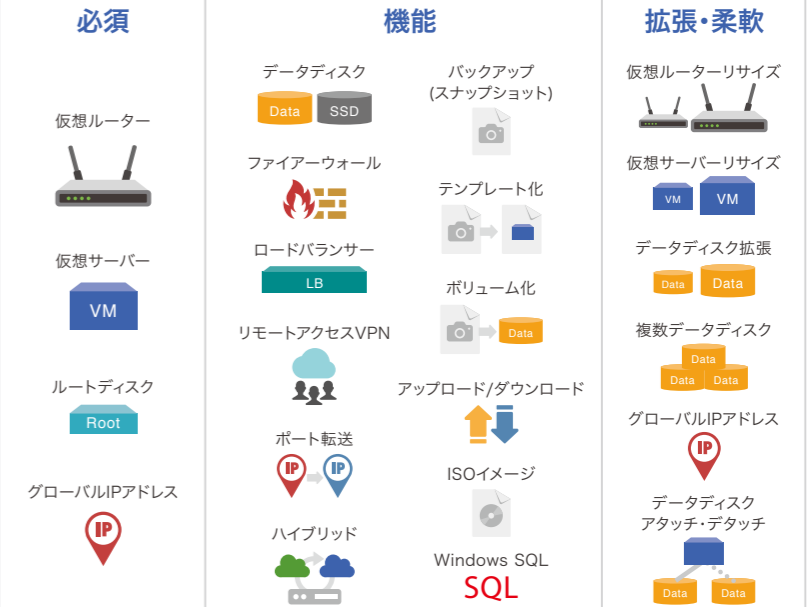 必須
仮想ルーター
仮想サーバー
VM
ルートディスク
Root
グローバルIPアドレス
IP
機能
データディスク
Data
SSD
ファイアーウォール
ロードバランサー
LB
リモートアクセスVPN
ポート転送
IP
IP
ハイブリッド
バックアップ
(スナップショット)
テンプレート化
ボリューム化
Data
アップロード/ダウンロード
ISOイメージ
Windows SQL
SQL
拡張・柔軟
仮想ルーターリサイズ
仮想サーバーリサイズ
VM
VM
データディスク拡張
Data
Data
複数データディスク
Data
Data
Data
グローバルIPアドレス
IP
データディスク
アタッチ・デタッチ
Data
Data